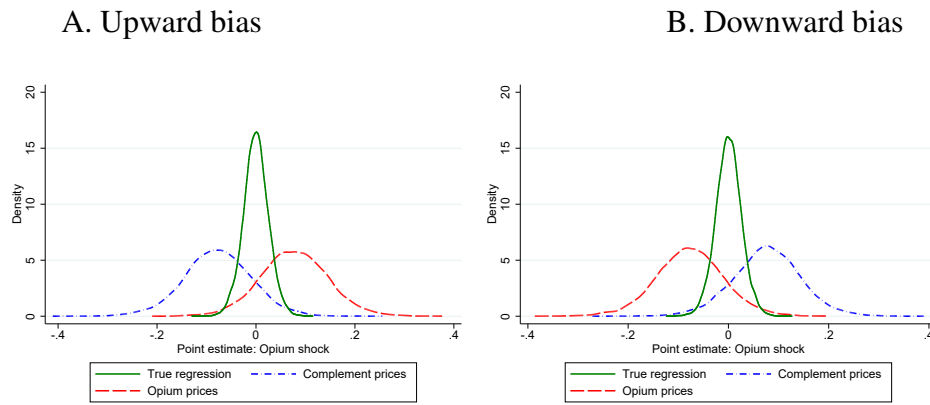 A. Upward bias
20
15
10
5
0
Density
-.4 -.2 0 .2 .4
Point estimate: Opium shock
True regression Complement prices
Opium prices
B. Downward bias
20
15
10
5
0
Density
-.4 -.2 0 .2 .4
Point estimate: Opium shock
True regression Complement prices
Opium prices